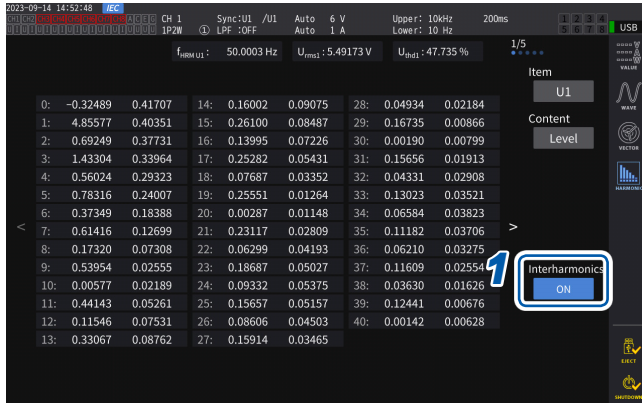 2023-09-14 14:52:48 IEC
CH 1 Sync:U1 /U1 Auto 6 V Upper: 10kHz 200ms
1P2W ① LPF :OFF Auto 1 A Lower: 10 Hz
1 2 3 4
5 6 7 8
USB
fHRM U1: 50.0003 Hz Urms1: 5.49173 V Uthd1: 47.735 % 1/5
VALUE
Item
U1
WAVE
Content
Level
VECTOR
HARMONIC
0: -0.32489 0.41707 14: 0.16002 0.09075 28: 0.04934 0.02184
1: 4.85577 0.40351 15: 0.26100 0.08487 29: 0.16735 0.00866
2: 0.69249 0.37731 16: 0.13995 0.07226 30: 0.00190 0.00799
3: 1.43304 0.33964 17: 0.25282 0.05431 31: 0.15656 0.01913
4: 0.56024 0.29323 18: 0.07687 0.03352 32: 0.04331 0.02908
5: 0.78316 0.24007 19: 0.25551 0.01264 33: 0.13023 0.03521
6: 0.37349 0.18388 20: 0.00287 0.01148 34: 0.06584 0.03823
< 7: 0.61416 0.12699 21: 0.23117 0.02809 35: 0.11182 0.03706 >
8: 0.17320 0.07308 22: 0.06299 0.04193 36: 0.06210 0.03275
9: 0.53954 0.02555 23: 0.18687 0.05027 37: 0.11609 0.02554
10: 0.00577 0.02189 24: 0.09332 0.05375 38: 0.03630 0.01626
11: 0.44143 0.05261 25: 0.15657 0.05157 39: 0.12441 0.00676
12: 0.11546 0.07531 26: 0.08606 0.04503 40: 0.00142 0.00628
13: 0.33067 0.08762 27: 0.15914 0.03465
1
Interharmonics
ON
EJECT
SHUTDOWN